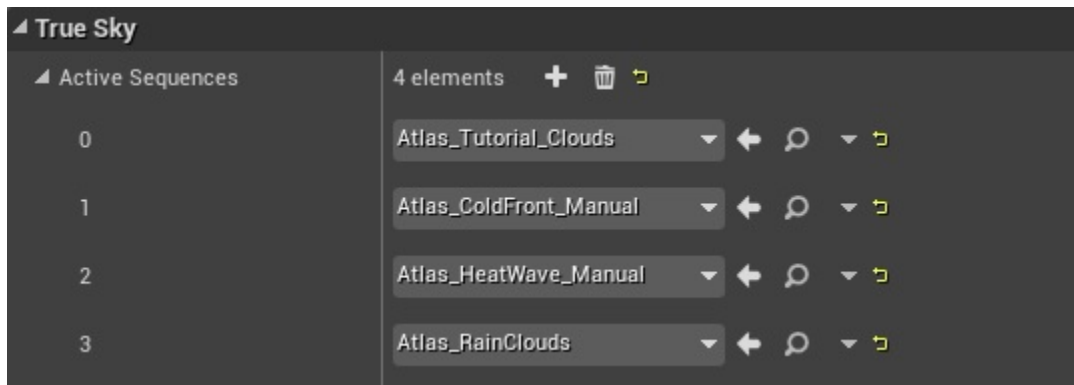 True Sky
Active Sequences 4 elements
0 Atlas_Tutorial_Clouds
1 Atlas_ColdFront_Manual
2 Atlas_HeatWave_Manual
3 Atlas_RainClouds